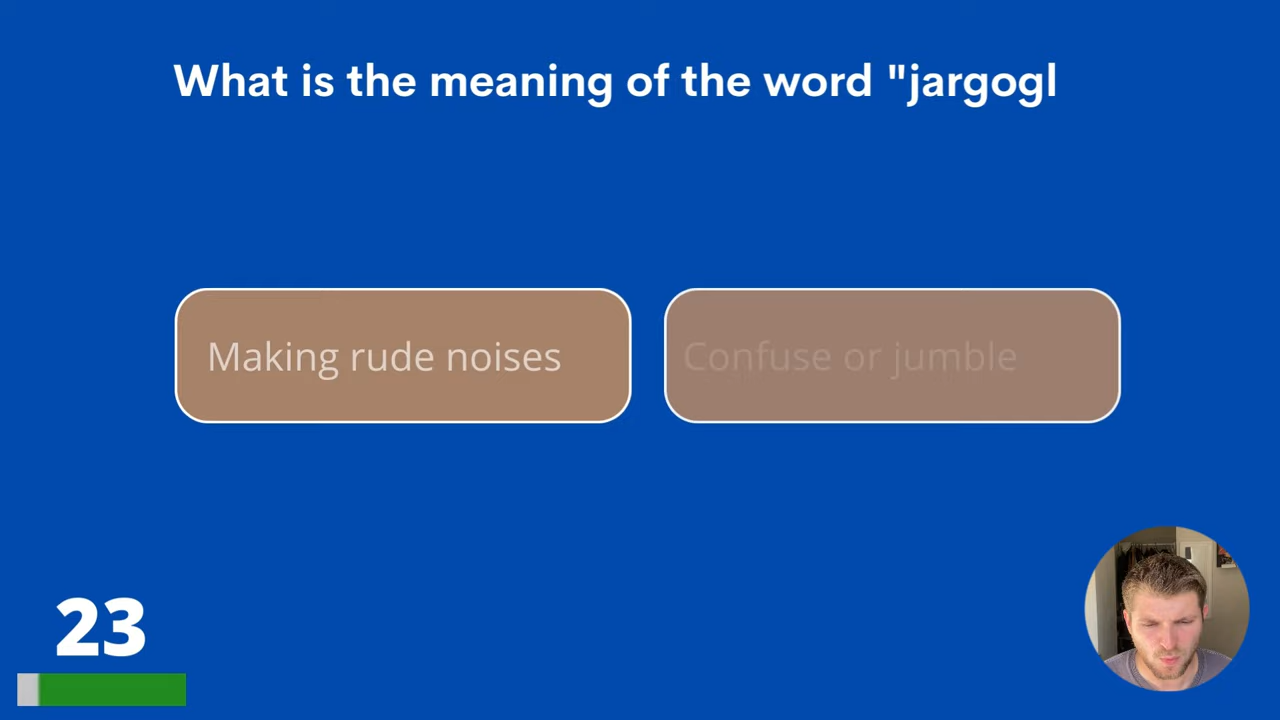 What is the meaning of the word "jargogl
Making rude noises
Confuse or jumble
23